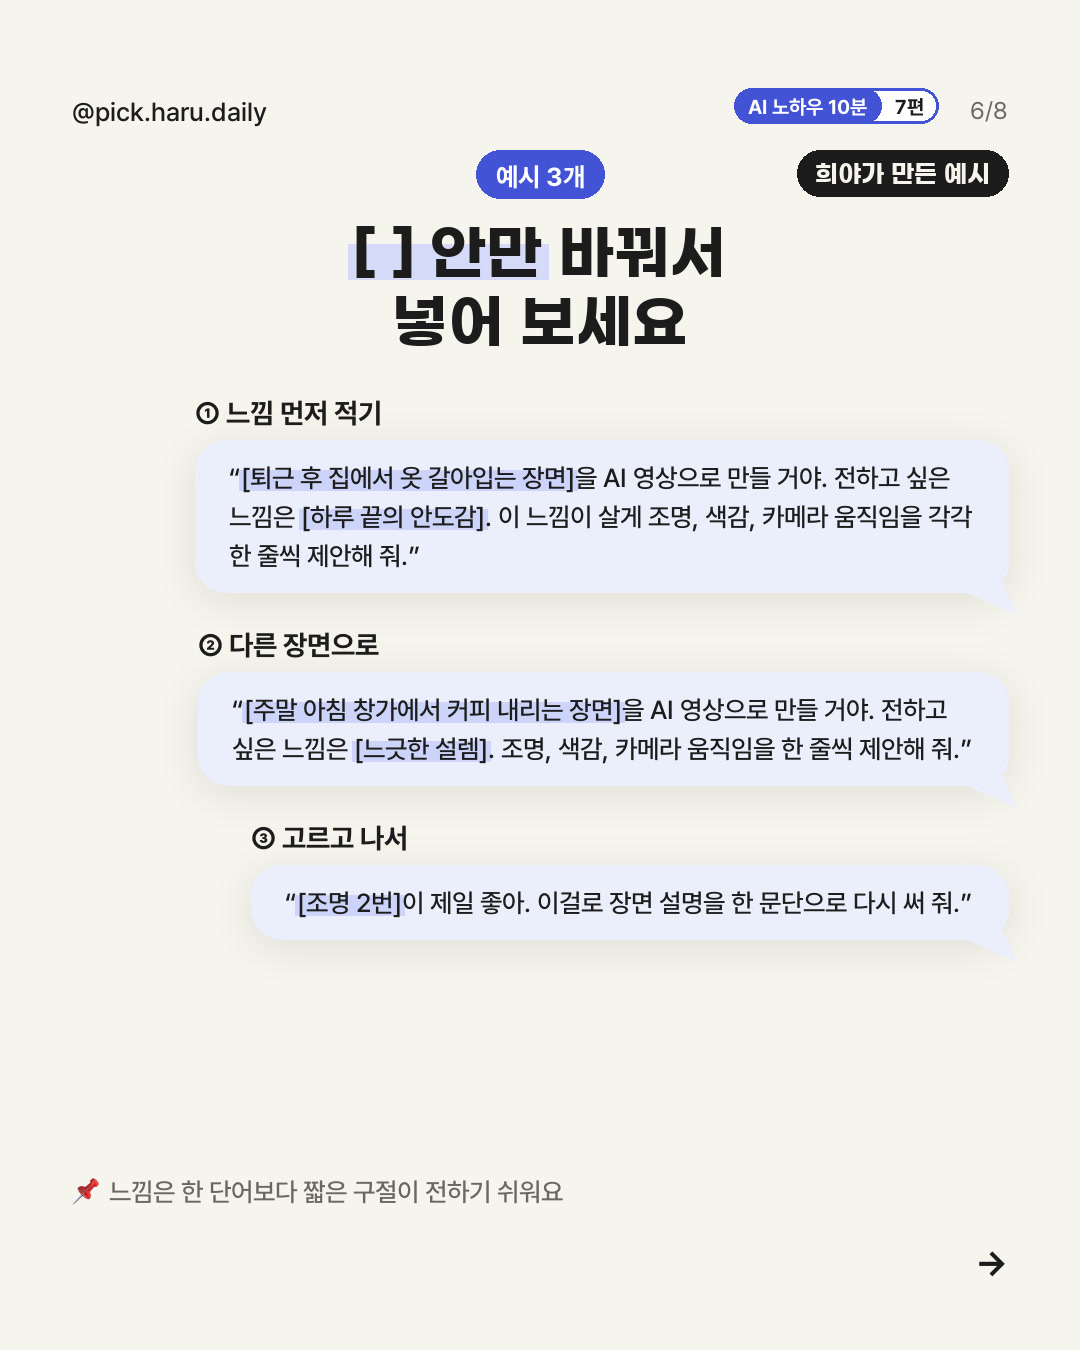 @pick.haru.daily
AI 노하우 10분 7편
6/8
예시 3개
희야가 만든 예시
[ ] 안만 바꿔서
넣어 보세요
① 느낌 먼저 적기
“[퇴근 후 집에서 옷 갈아입는 장면]을 AI 영상으로 만들 거야. 전하고 싶은
느낌은 [하루 끝의 안도감]. 이 느낌이 살게 조명, 색감, 카메라 움직임을 각각
한 줄씩 제안해 줘.”
② 다른 장면으로
“[주말 아침 창가에서 커피 내리는 장면]을 AI 영상으로 만들 거야. 전하고
싶은 느낌은 [느긋한 설렘]. 조명, 색감, 카메라 움직임을 한 줄씩 제안해 줘.”
③ 고르고 나서
“[조명 2번]이 제일 좋아. 이걸로 장면 설명을 한 문단으로 다시 써 줘.”
📌 느낌은 한 단어보다 짧은 구절이 전하기 쉬워요
→